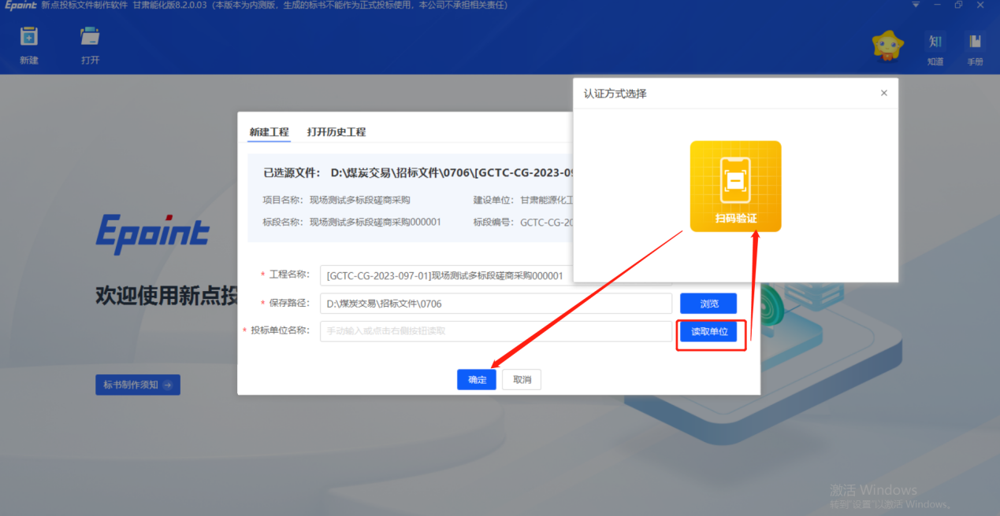 Epoint 新点投标文件制作软件 甘肃能化版8.2.0.03（本版本为内测版，生成的标书不能作为正式投标使用，本公司不承担相关责任）
新建
打开
知!!
知道
手册
认证方式选择
扫码验证
新建工程 打开历史工程
已选源文件： D:\煤炭交易\招标文件\0706\[GCTC-CG-2023-09
项目名称： 现场测试多标段磋商采购 建设单位： 甘肃能源化工
标段名称： 现场测试多标段磋商采购000001 标段编号： GCTC-CG-20
* 工程名称： [GCTC-CG-2023-097-01]现场测试多标段磋商采购000001
* 保存路径： D:\煤炭交易\招标文件\0706 浏览
* 投标单位名称： 手动输入或点击右侧按钮读取 读取单位
确定 取消
Epoint
欢迎使用新点投
标书制作须知
激活 Windows
转到"设置"以激活 Windows。